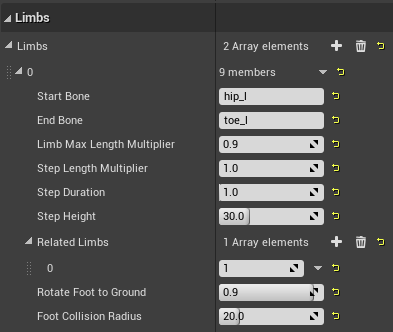 Limbs
Limbs 2 Array elements
0 9 members
Start Bone hip_l
End Bone toe_l
Limb Max Length Multiplier 0.9
Step Length Multiplier 1.0
Step Duration 1.0
Step Height 30.0
Related Limbs 1 Array elements
0 1
Rotate Foot to Ground 0.9
Foot Collision Radius 20.0